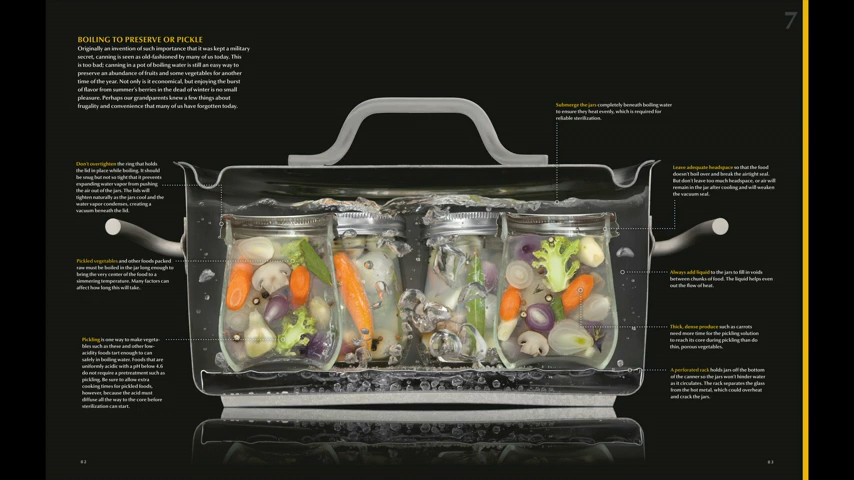 7
BOILING TO PRESERVE OR PICKLE
Originally an invention of such importance that it was kept a military
secret, canning is seen as old-fashioned by many of us today. This
is too bad; canning in a pot of boiling water is still an easy way to
preserve an abundance of fruits and some vegetables for another
time of the year. Not only is it economical, but enjoying the burst
of flavor from summer's berries in the dead of winter is no small
pleasure. Perhaps our grandparents knew a few things about
frugality and convenience that many of us have forgotten today.
Submerge the jars completely beneath boiling water
to ensure they heat evenly, which is required for
reliable sterilization.
Don't overtighten the ring that holds
the lid in place while boiling. It should
be snug but not so tight that it prevents
expanding water vapor from pushing
the air out of the jars. The lids will
tighten naturally as the jars cool and the
water vapor condenses, creating a
vacuum beneath the lid.
Leave adequate headspace so that the food
doesn't boil over and break the airtight seal.
But don't leave too much headspace, or air will
remain in the jar after cooling and will weaken
the vacuum seal.
Pickled vegetables and other foods packed
raw must be boiled in the jar long enough to
bring the very center of the food to a
simmering temperature. Many factors can
affect how long this will take.
Always add liquid to the jars to fill in voids
between chunks of food. The liquid helps even
out the flow of heat.
Thick, dense produce such as carrots
need more time for the pickling solution
to reach its core during pickling than do
thin, porous vegetables.
Pickling is one way to make vegeta-
bles such as these and other low-
acidity foods tart enough to can
safely in boiling water. Foods that are
uniformly acidic with a pH below 4.6
do not require a pretreatment such as
pickling. Be sure to allow extra
cooking times for pickled foods,
however, because the acid must
diffuse all the way to the core before
sterilization can start.
A perforated rack holds jars off the bottom
of the canner so the jars won't hinder water
as it circulates. The rack separates the glass
from the hot metal, which could overheat
and crack the jars.
82
83